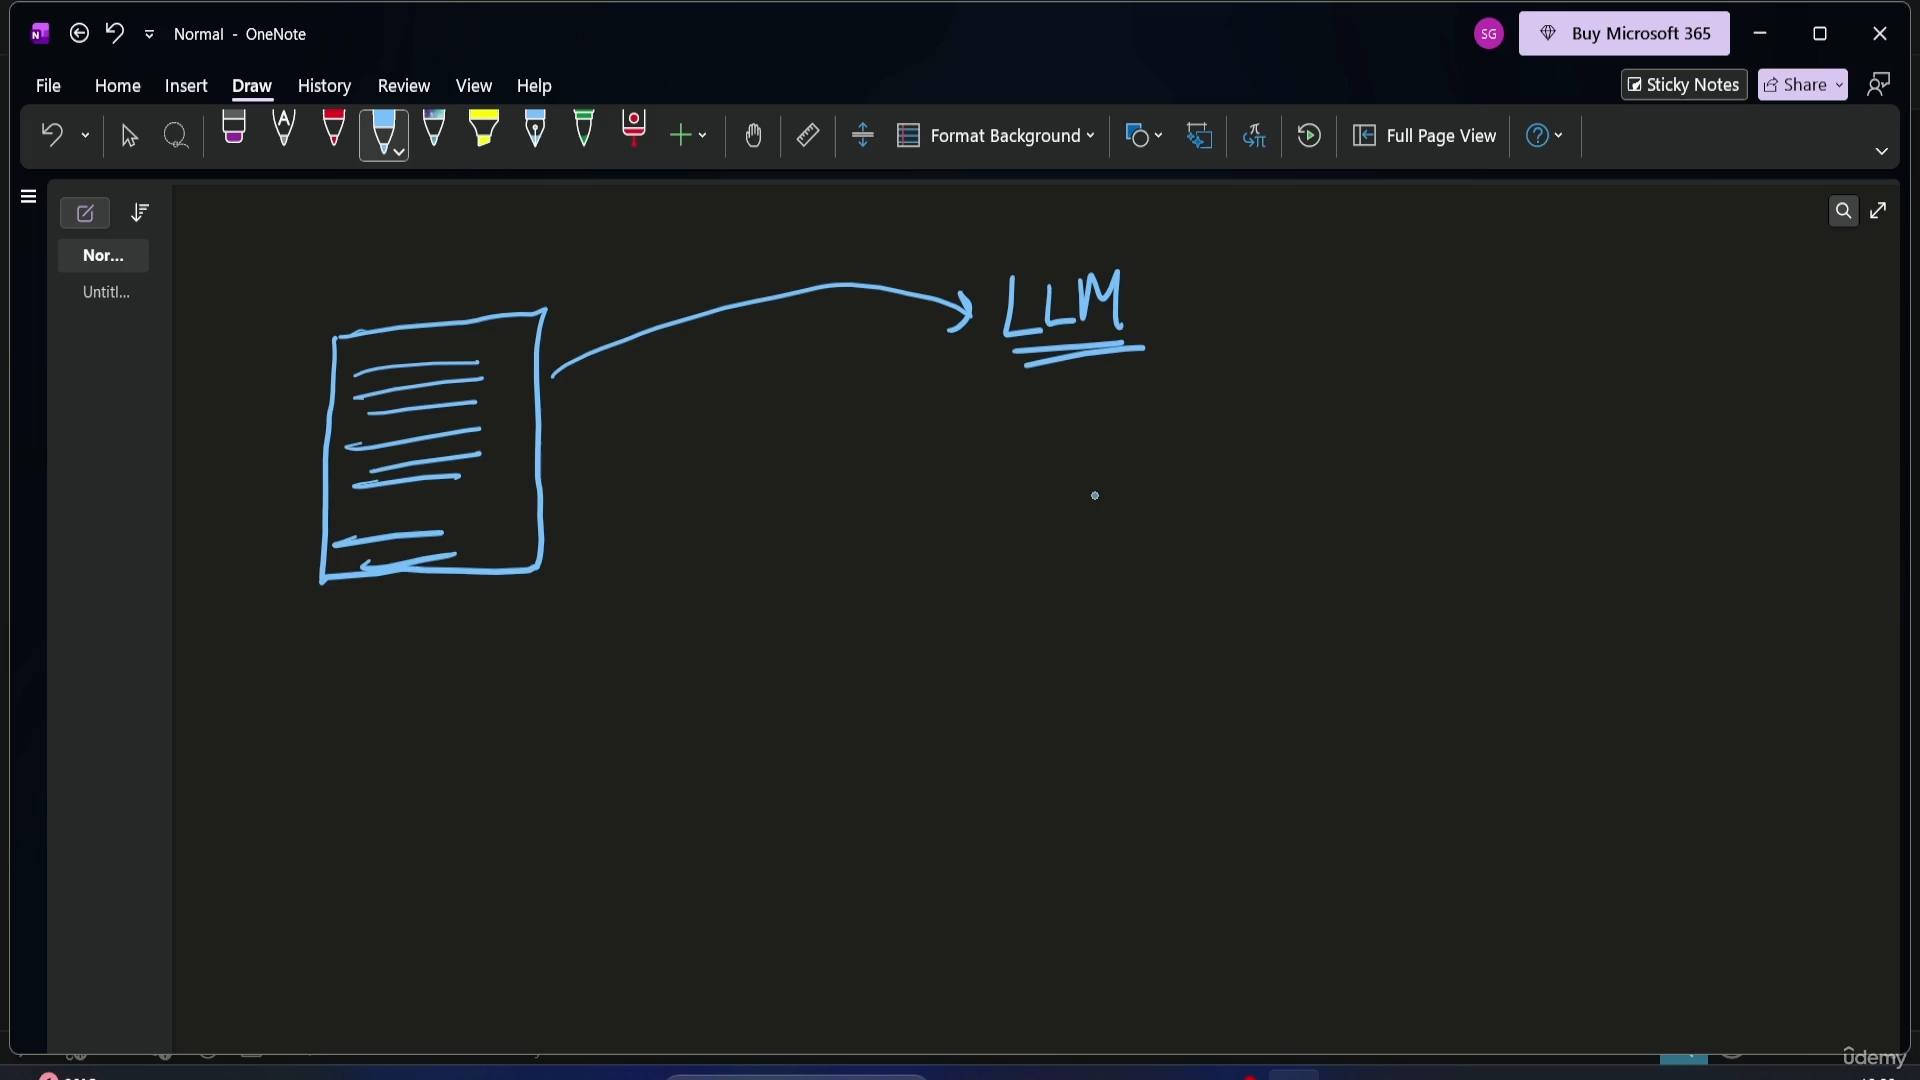 Normal - OneNote
SG
Buy Microsoft 365
File Home Insert Draw History Review View Help
Sticky Notes
Share
Format Background
Full Page View
Nor...
Untitl...
LLM
ûdemy